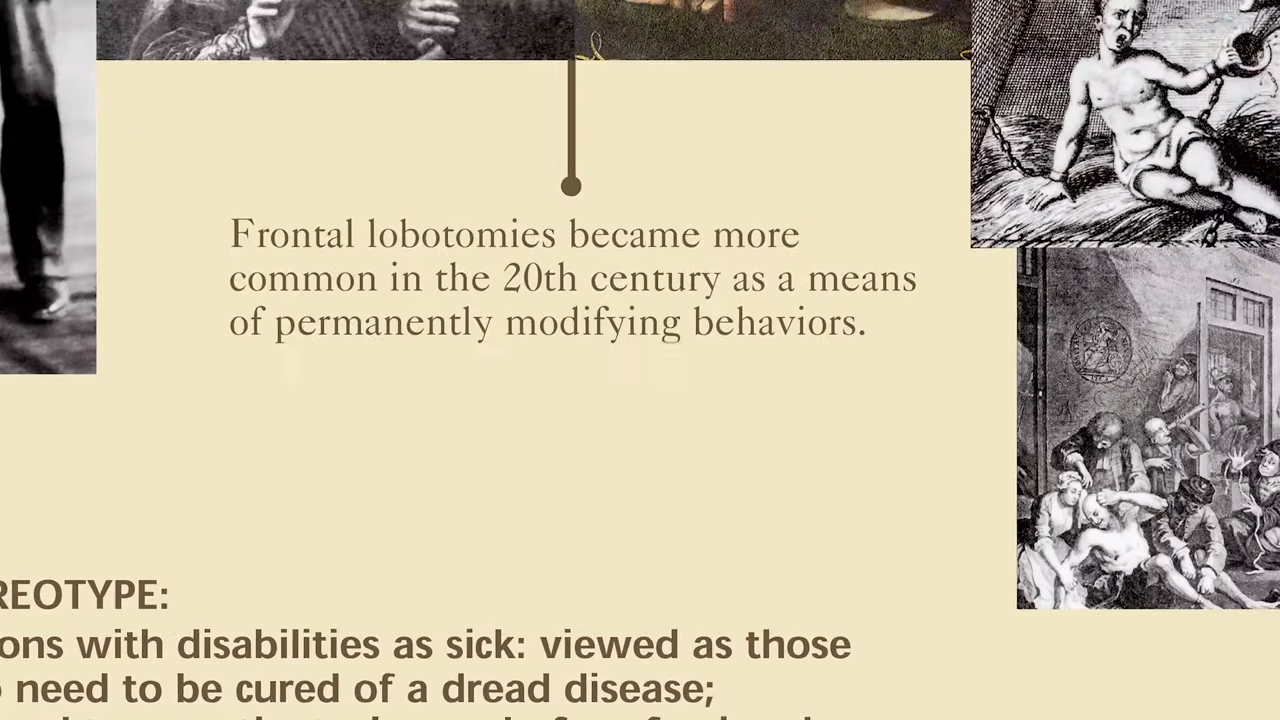 Frontal lobotomies became more
common in the 20th century as a means
of permanently modifying behaviors.
REOTYPE:
ons with disabilities as sick: viewed as those
need to be cured of a dread disease;